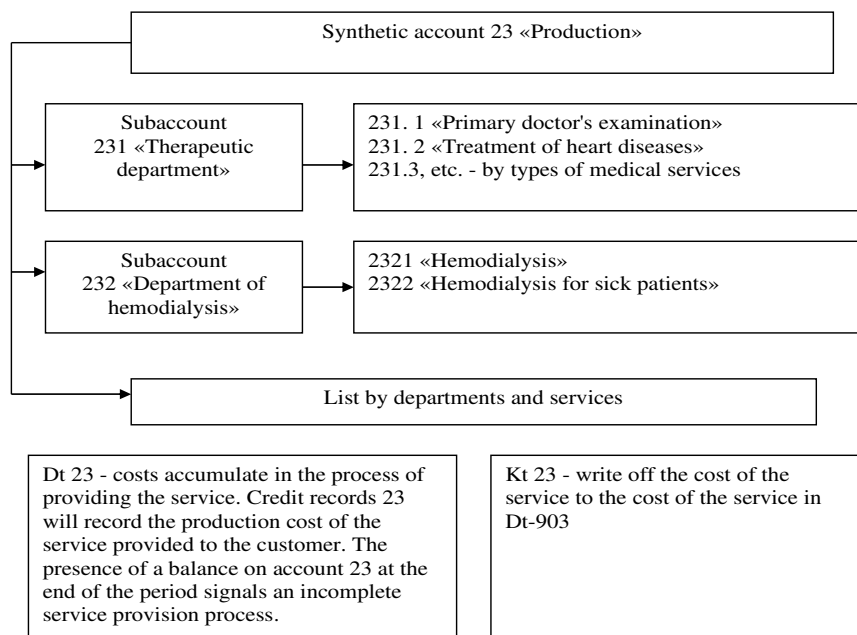 Synthetic account 23 «Production»
Subaccount
231 «Therapeutic
department»
231. 1 «Primary doctor's examination»
231. 2 «Treatment of heart diseases»
231.3, etc. - by types of medical services
Subaccount
232 «Department of
hemodialysis»
2321 «Hemodialysis»
2322 «Hemodialysis for sick patients»
List by departments and services
Dt 23 - costs accumulate in the process of
providing the service. Credit records 23
will record the production cost of the
service provided to the customer. The
presence of a balance on account 23 at the
end of the period signals an incomplete
service provision process.
Kt 23 - write off the cost of the
service to the cost of the service in
Dt-903